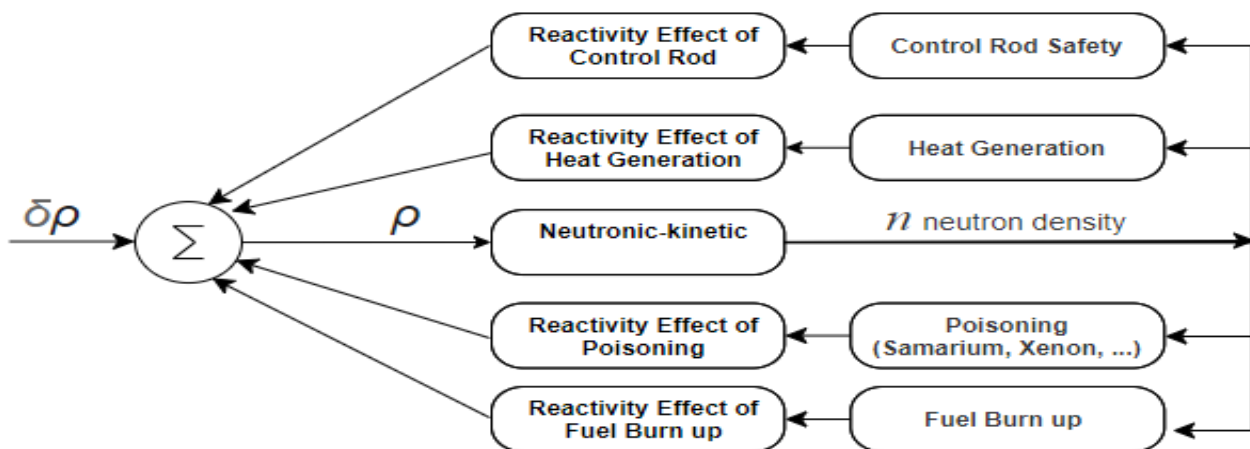 Reactivity Effect of
Control Rod
Control Rod Safety
Reactivity Effect of
Heat Generation
Heat Generation
δρ
Σ
ρ
Neutronic-kinetic
n neutron density
Reactivity Effect of
Poisoning
Poisoning
(Samarium, Xenon, ...)
Reactivity Effect of
Fuel Burn up
Fuel Burn up